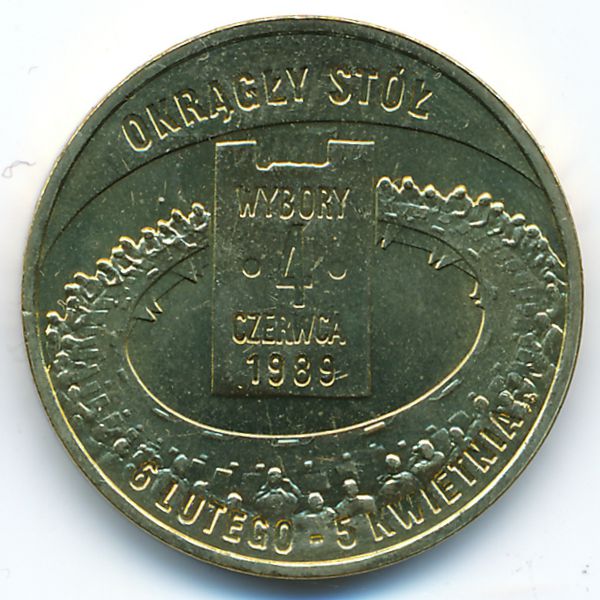 OKRĄGŁY STÓŁ
WYBORY
·4·
CZERWCA
1989
6 LUTEGO - 5 KWIETNIA